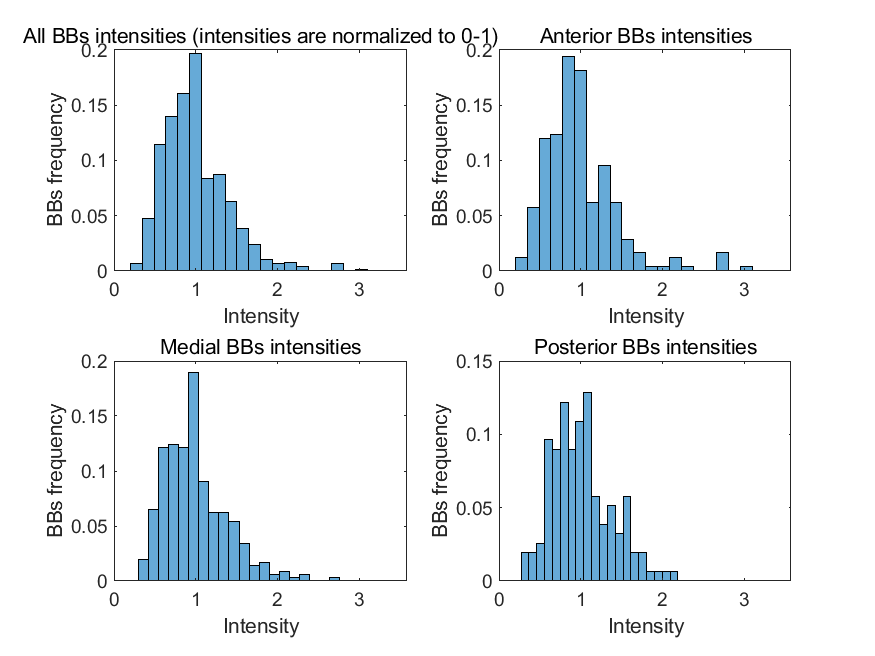 All BBs intensities (intensities are normalized to 0-1)
BBs frequency
0.2
0.15
0.1
0.05
0
0 1 2 3
Intensity
Anterior BBs intensities
BBs frequency
0.2
0.15
0.1
0.05
0
0 1 2 3
Intensity
Medial BBs intensities
BBs frequency
0.2
0.15
0.1
0.05
0
0 1 2 3
Intensity
Posterior BBs intensities
BBs frequency
0.15
0.1
0.05
0
0 1 2 3
Intensity